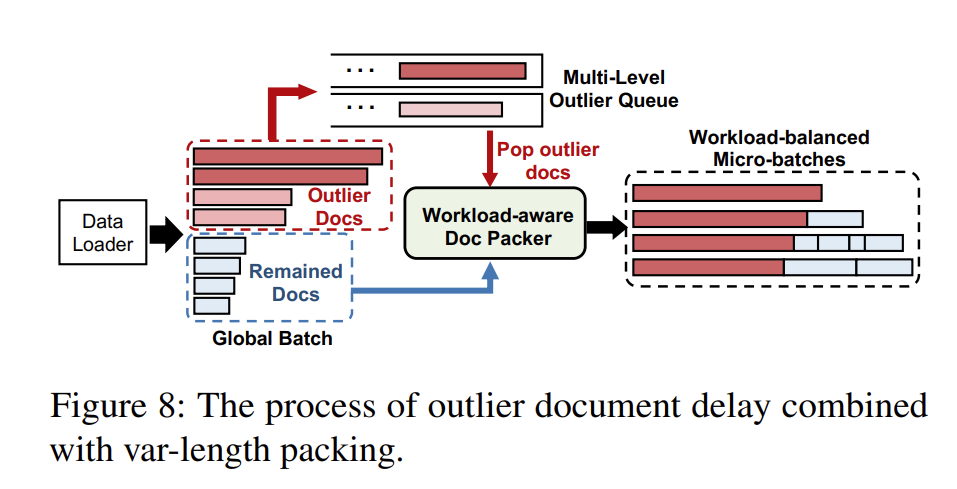 · · ·
Multi-Level
Outlier Queue
· · ·
Pop outlier
docs
Workload-balanced
Micro-batches
Outlier
Docs
Data
Loader
Workload-aware
Doc Packer
Remained
Docs
Global Batch
Figure 8: The process of outlier document delay combined
with var-length packing.